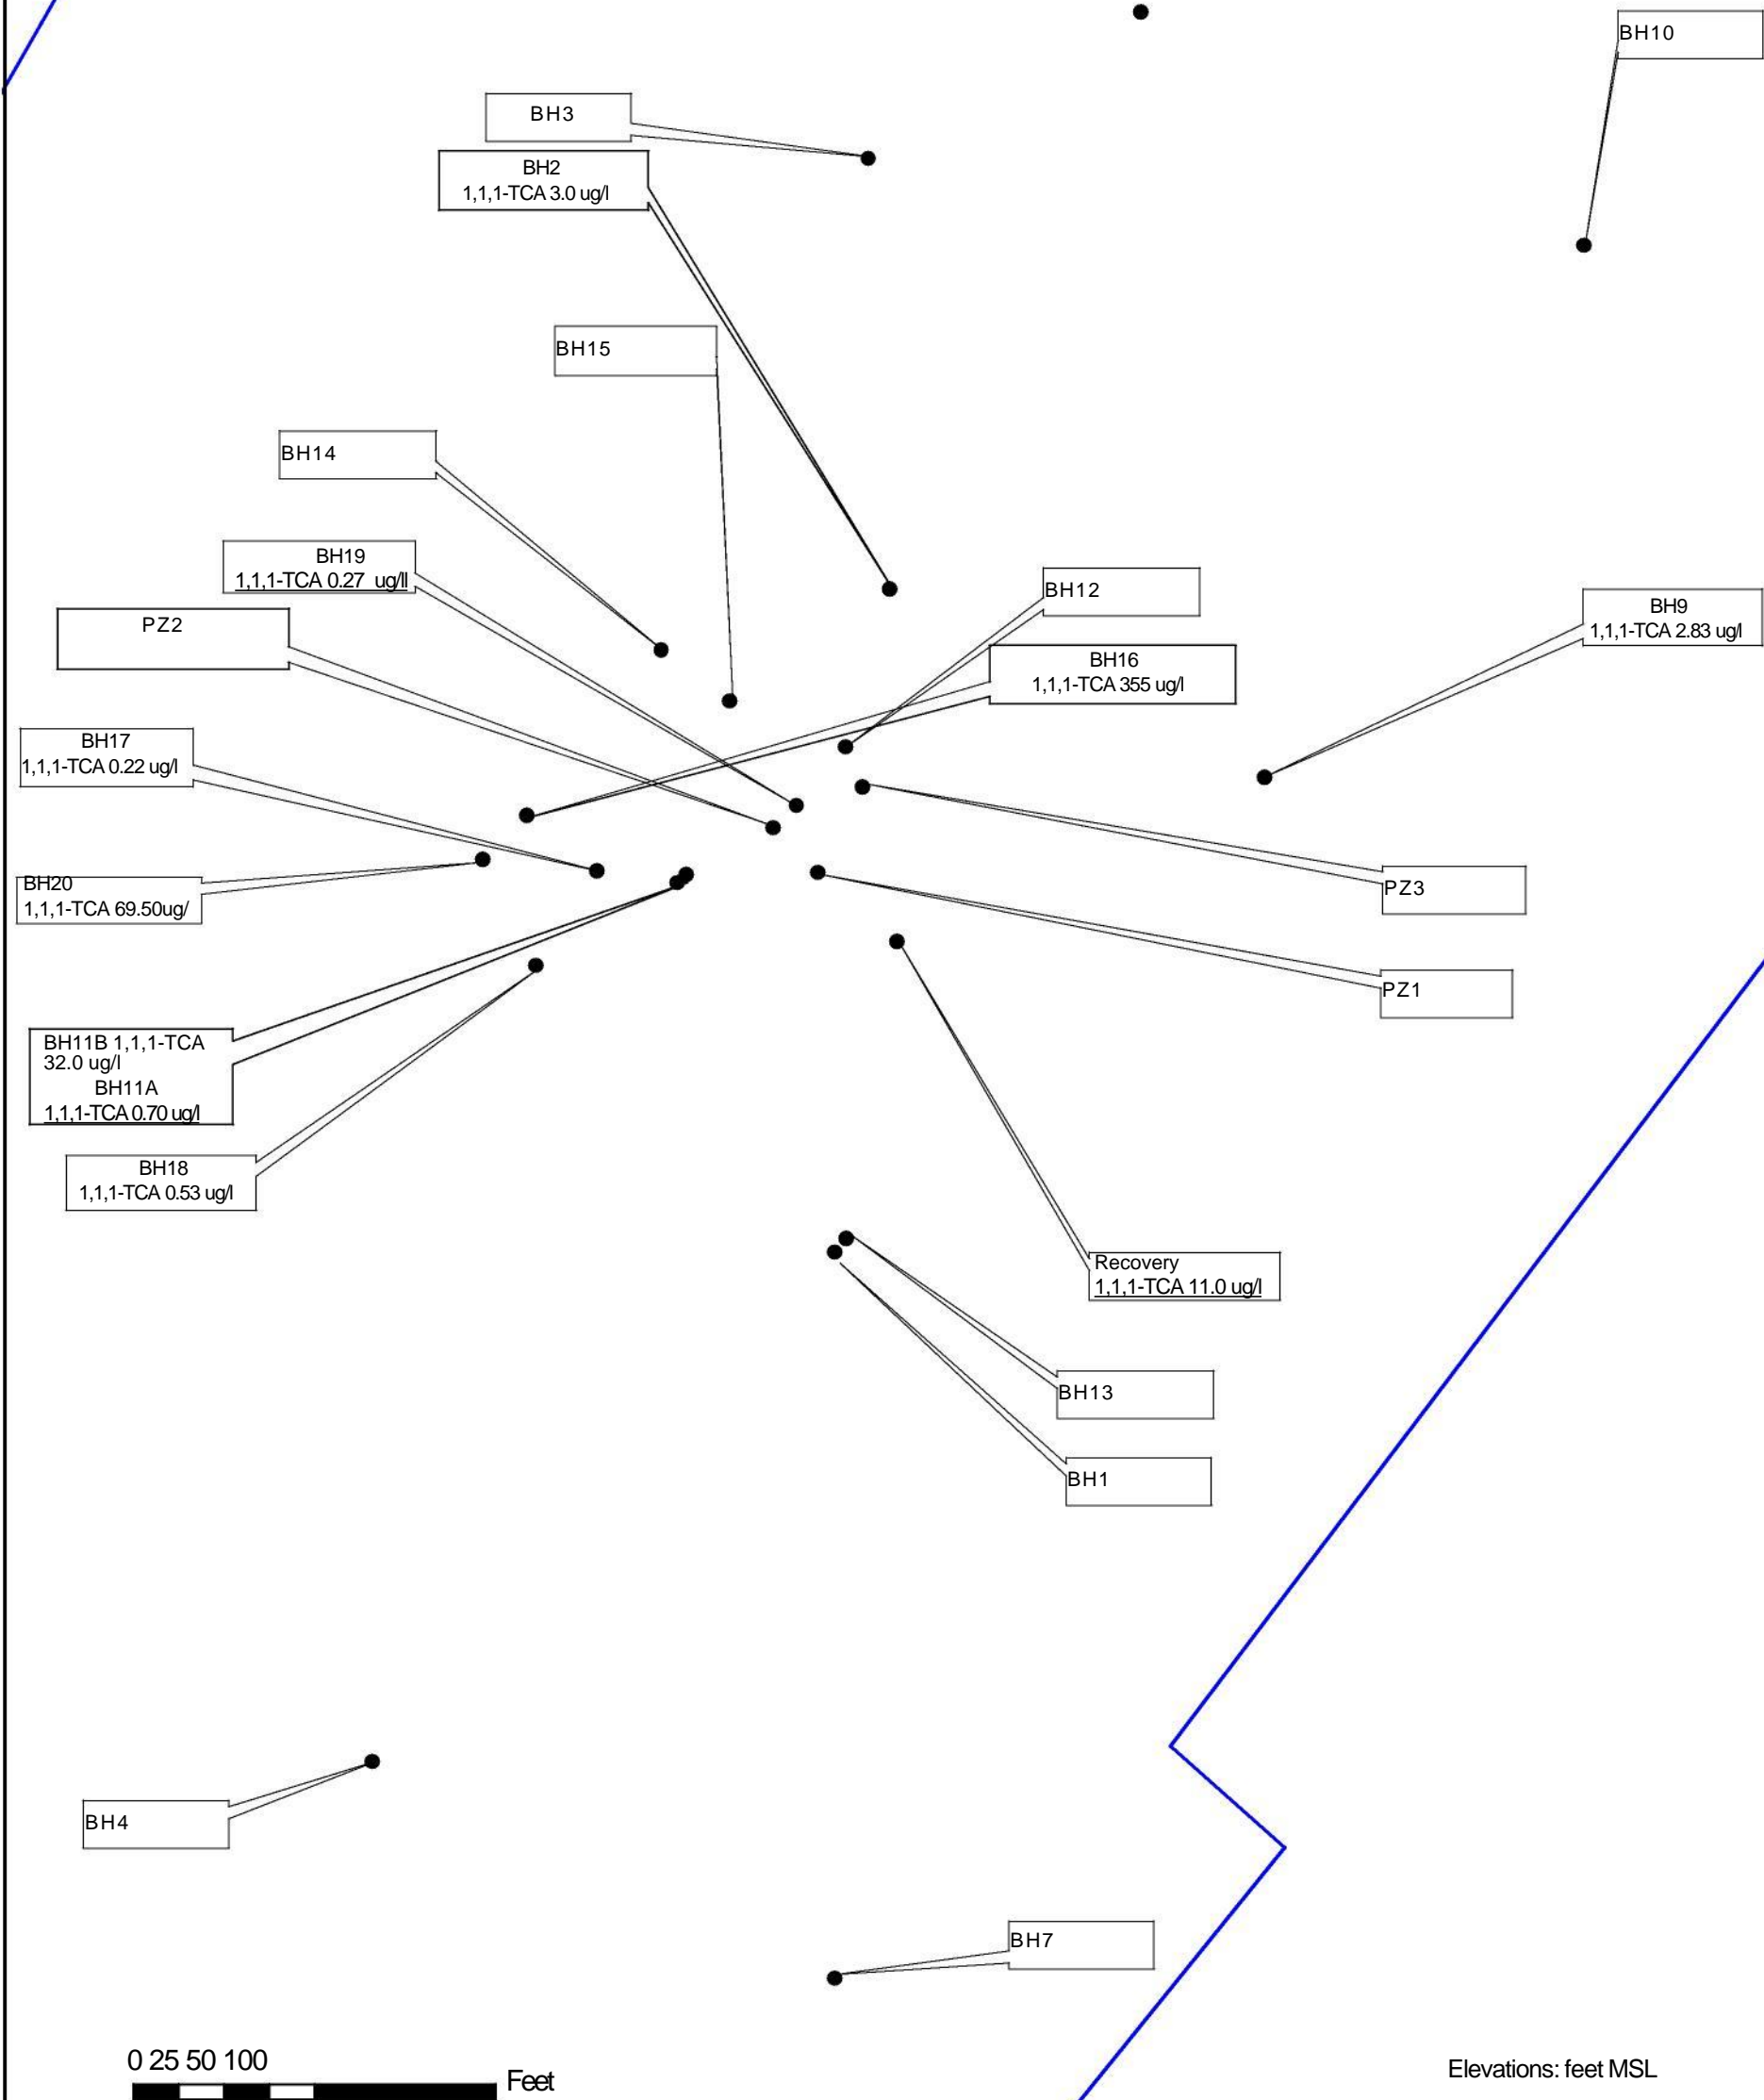 BH10
BH3
BH2
1,1,1-TCA 3.0 ug/l
BH15
BH14
BH19
1,1,1-TCA 0.27 ug/ll
BH12
BH9
1,1,1-TCA 2.83 ug/l
PZ2
BH16
1,1,1-TCA 355 ug/l
BH17
1,1,1-TCA 0.22 ug/l
BH20
1,1,1-TCA 69.50ug/
PZ3
PZ1
BH11B 1,1,1-TCA
32.0 ug/l
BH11A
1,1,1-TCA 0.70 ug/l
BH18
1,1,1-TCA 0.53 ug/l
Recovery
1,1,1-TCA 11.0 ug/l
BH13
BH1
BH4
BH7
0 25 50 100
Feet
Elevations: feet MSL